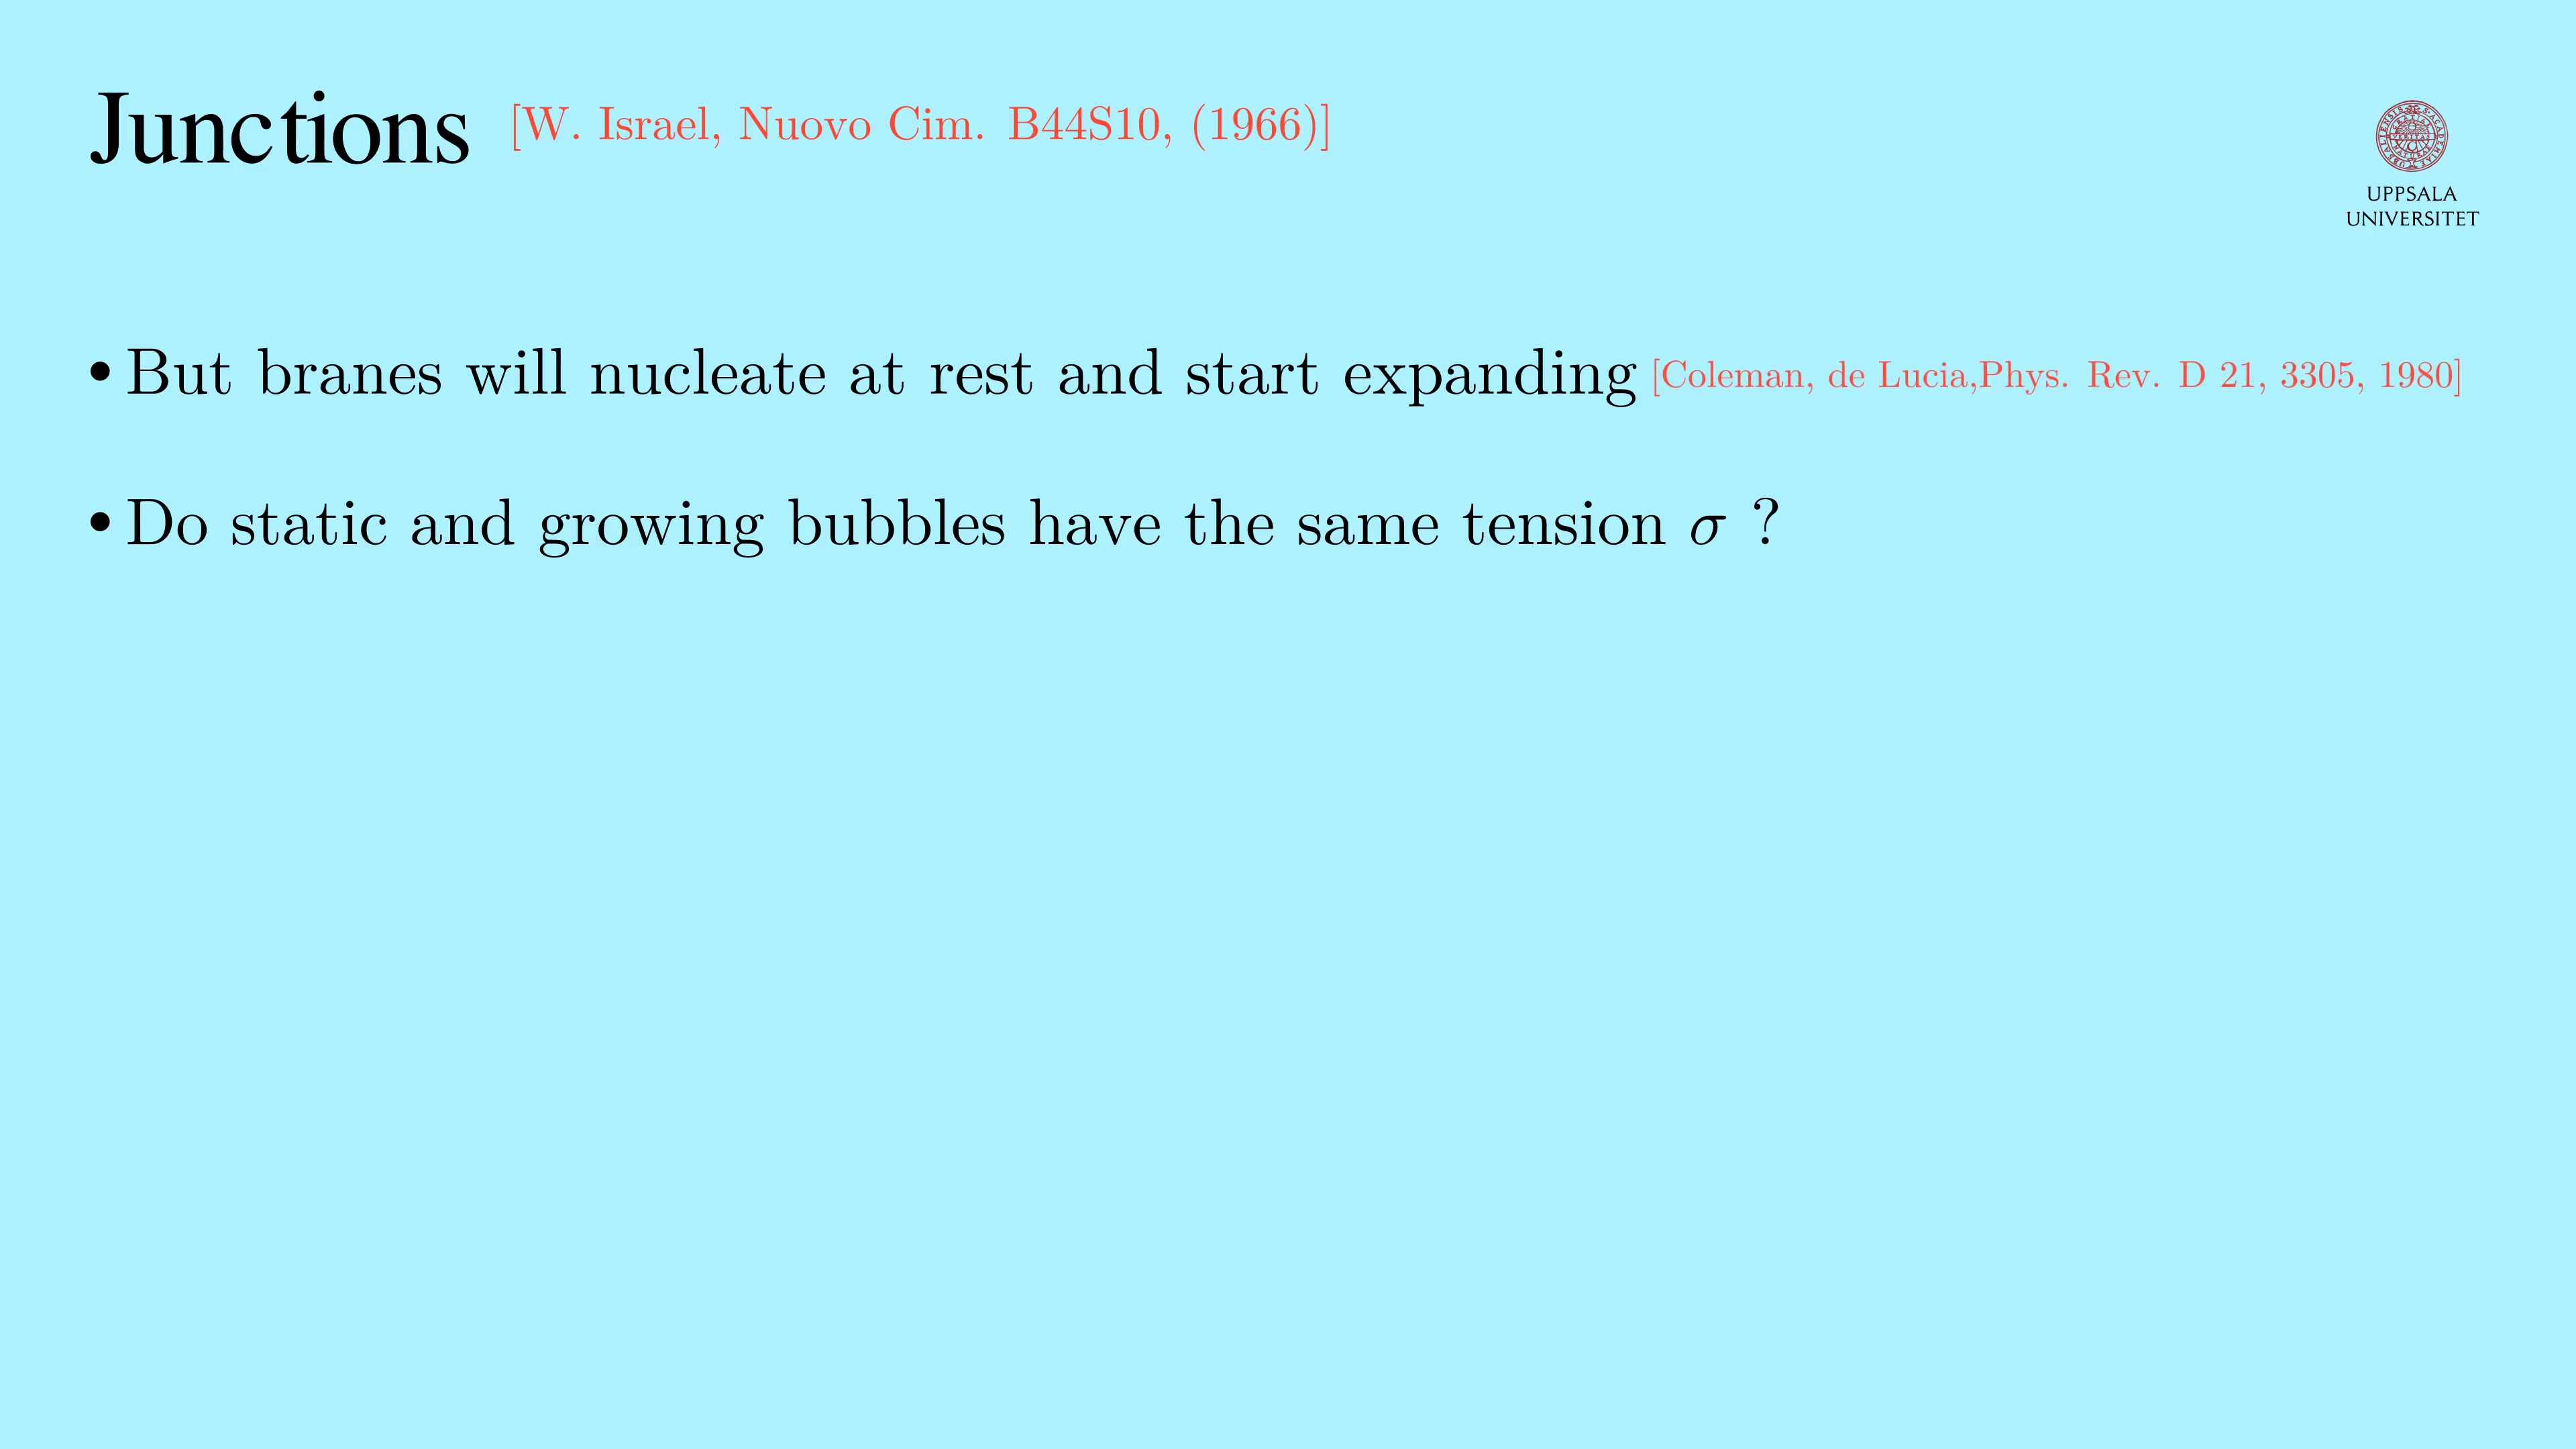 Junctions [W. Israel, Nuovo Cim. B44S10, (1966)]
UPPSALA
UNIVERSITET
• But branes will nucleate at rest and start expanding [Coleman, de Lucia,Phys. Rev. D 21, 3305, 1980]
• Do static and growing bubbles have the same tension σ ?